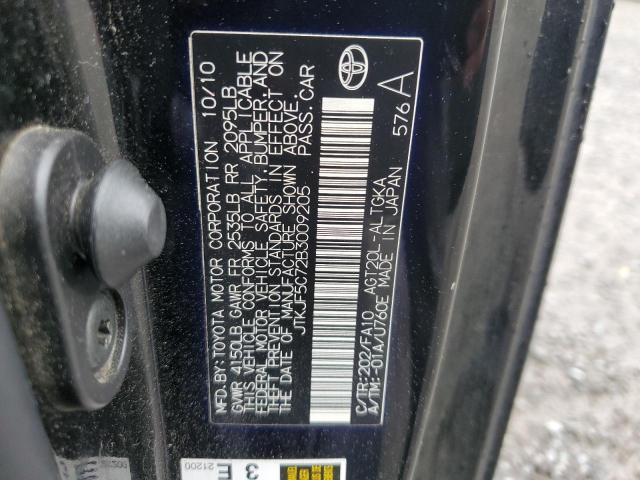 MFD.BY:TOYOTA MOTOR CORPORATION 10/10
GVWR 4150LB GAWR FR 2535LB RR 2095LB
THIS VEHICLE CONFORMS TO ALL APPLICABLE
FEDERAL MOTOR VEHICLE SAFETY, BUMPER, AND
THEFT PREVENTION STANDARDS IN EFFECT ON
THE DATE OF MANUFACTURE SHOWN ABOVE.
JTKJF5C72B3009205 PASS.CAR
C/TR:202/FA10 AGT20L-ALTGKA
A/TM:-01A/U760E MADE IN JAPAN
576 A
21200